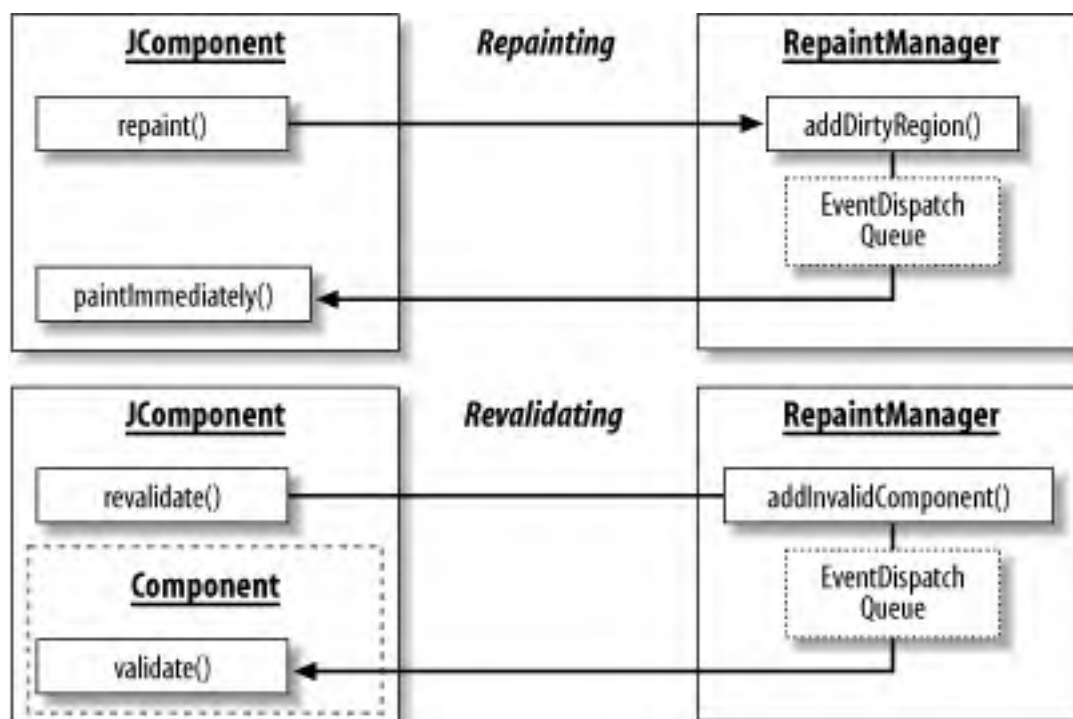 JComponent
Repainting
RepaintManager
repaint()
addDirtyRegion()
EventDispatch
Queue
paintImmediately()
JComponent
Revalidating
RepaintManager
revalidate()
addInvalidComponent()
Component
EventDispatch
Queue
validate()